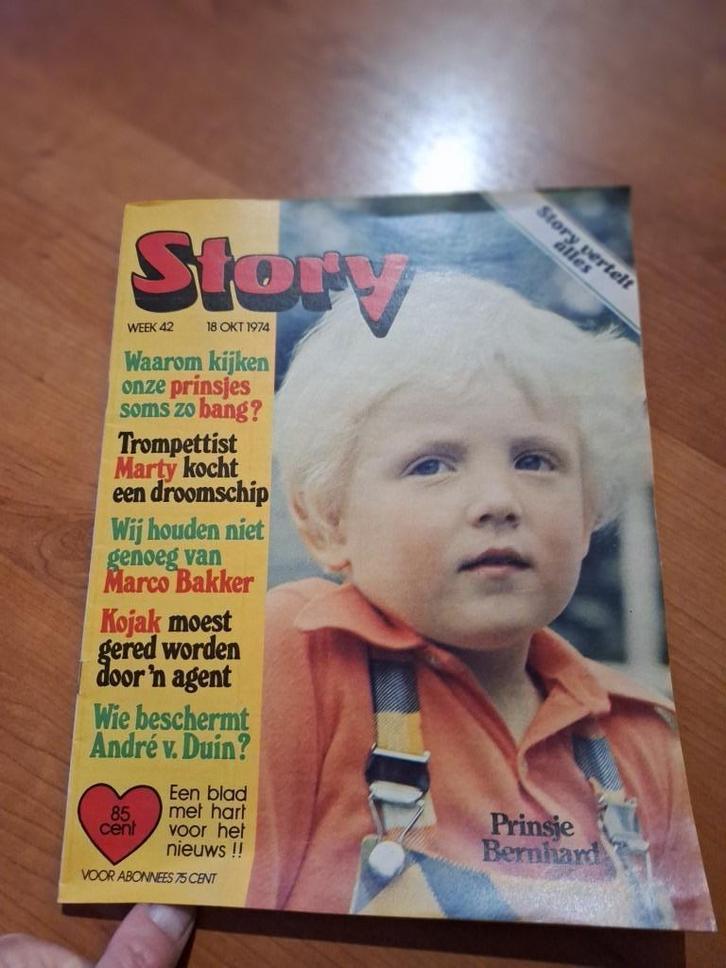 Story
WEEK 42 18 OKT 1974
Story vertelt
alles
Waarom kijken
onze prinsjes
soms zo bang?
Trompettist
Marty kocht
een droomschip
Wij houden niet
genoeg van
Marco Bakker
Kojak moest
gered worden
door 'n agent
Wie beschermt
André v. Duin?
85
cent
Een blad
met hart
voor het
nieuws !!
VOOR ABONNEES 75 CENT
Prinsje
Bernhard